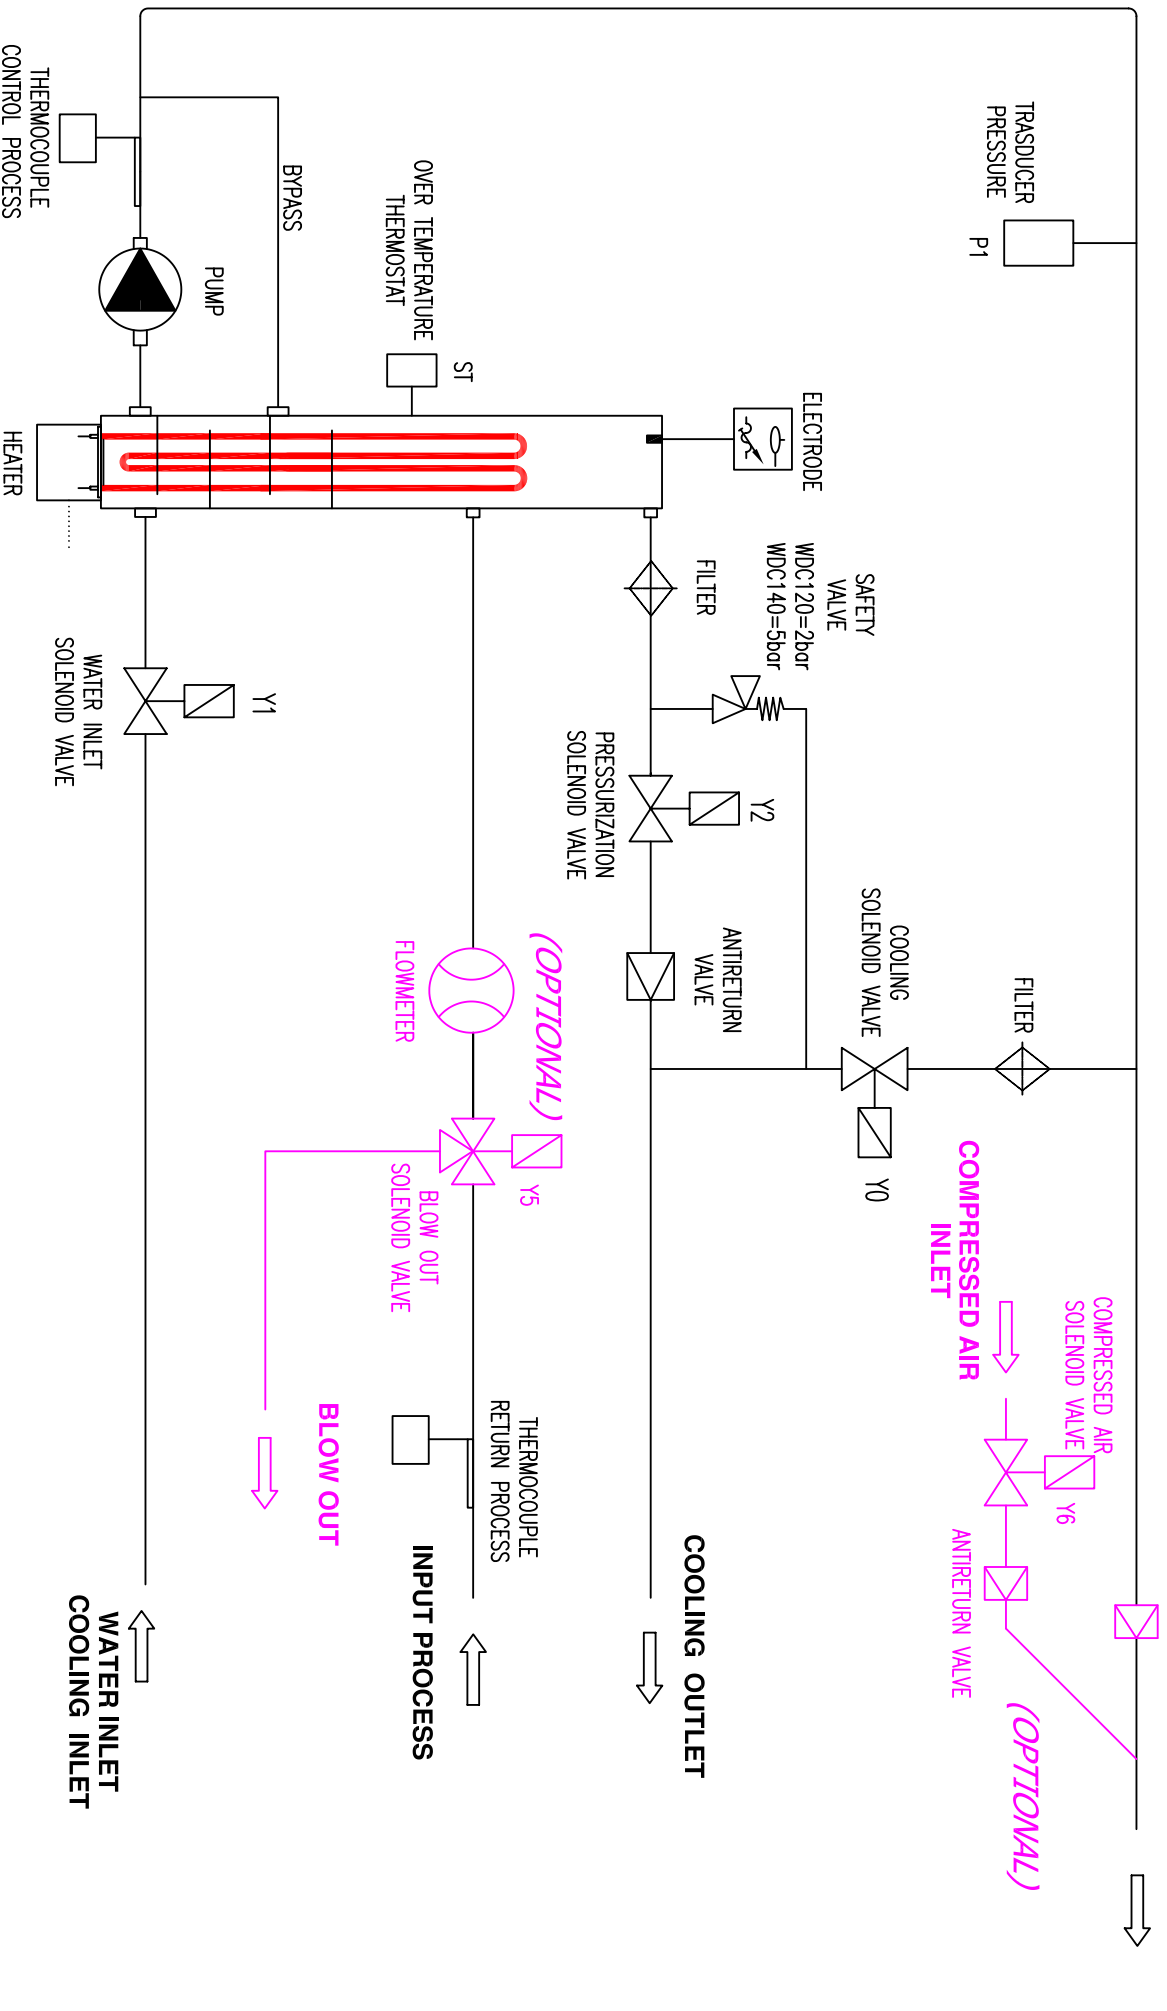 TRASDUCER
PRESSURE
P1
THERMOCOUPLE
CONTROL PROCESS
BYPASS
PUMP
OVER TEMPERATURE
THERMOSTAT
ST
ELECTRODE
HEATER
FILTER
SAFETY
VALVE
WDC120=2bar
WDC140=5bar
WATER INLET
SOLENOID VALVE
Y1
PRESSURIZATION
SOLENOID VALVE
Y2
ANTIRETURN
VALVE
COOLING
SOLENOID VALVE
Y0
FILTER
(OPTIONAL)
FLOWMETER
Y5
BLOW OUT
SOLENOID VALVE
COMPRESSED AIR
INLET
COMPRESSED AIR
SOLENOID VALVE
Y6
ANTIRETURN VALVE
(OPTIONAL)
THERMOCOUPLE
RETURN PROCESS
BLOW OUT
COOLING OUTLET
INPUT PROCESS
WATER INLET
COOLING INLET